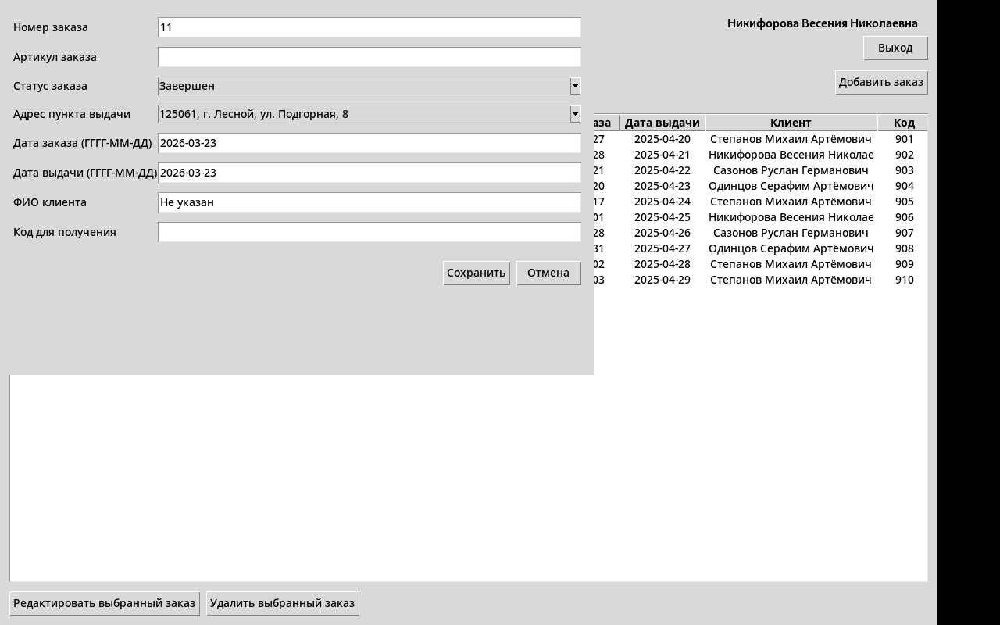 Номер заказа 11
Артикул заказа
Статус заказа Завершен
Адрес пункта выдачи 125061, г. Лесной, ул. Подгорная, 8
Дата заказа (ГГГГ-ММ-ДД) 2026-03-23
Дата выдачи (ГГГГ-ММ-ДД) 2026-03-23
ФИО клиента Не указан
Код для получения
Сохранить Отмена
Никифорова Весения Николаевна
Выход
Добавить заказ
аза Дата выдачи Клиент Код
27 2025-04-20 Степанов Михаил Артёмович 901
28 2025-04-21 Никифорова Весения Николае 902
21 2025-04-22 Сазонов Руслан Германович 903
20 2025-04-23 Одинцов Серафим Артёмович 904
17 2025-04-24 Степанов Михаил Артёмович 905
01 2025-04-25 Никифорова Весения Николае 906
28 2025-04-26 Сазонов Руслан Германович 907
31 2025-04-27 Одинцов Серафим Артёмович 908
02 2025-04-28 Степанов Михаил Артёмович 909
03 2025-04-29 Степанов Михаил Артёмович 910
Редактировать выбранный заказ Удалить выбранный заказ